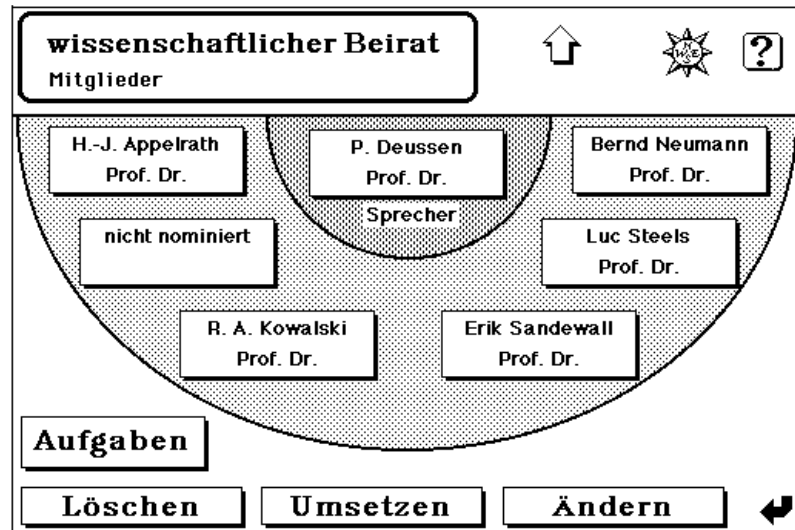 wissenschaftlicher Beirat
Mitglieder
N
W E
S
?
H.-J. Appelrath
Prof. Dr.
P. Deussen
Prof. Dr.
Sprecher
Bernd Neumann
Prof. Dr.
nicht nominiert
Luc Steels
Prof. Dr.
R. A. Kowalski
Prof. Dr.
Erik Sandewall
Prof. Dr.
Aufgaben
Löschen
Umsetzen
Ändern